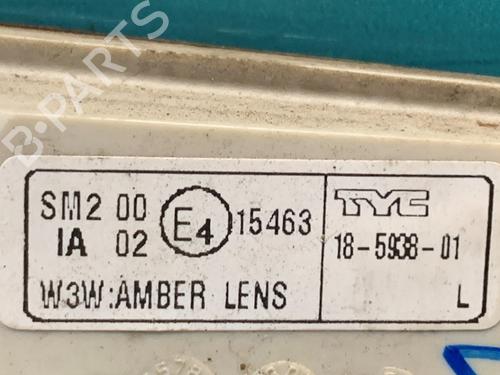 B-PARTS
SM2 00
IA 02
E4
15463
W3W:AMBER LENS
TYC
18-5938-01
L